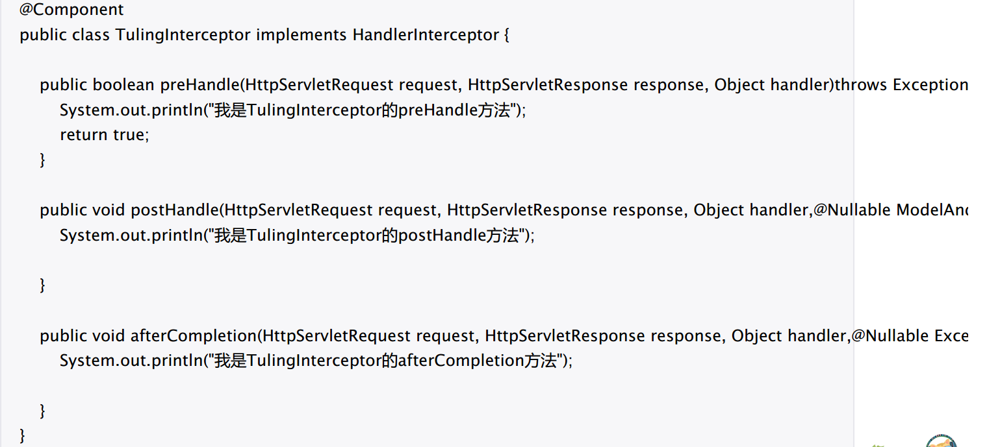 @Component
public class TulingInterceptor implements HandlerInterceptor {
public boolean preHandle(HttpServletRequest request, HttpServletResponse response, Object handler)throws Exception
System.out.println("我是TulingInterceptor的preHandle方法");
return true;
}
public void postHandle(HttpServletRequest request, HttpServletResponse response, Object handler,@Nullable ModelAnd
System.out.println("我是TulingInterceptor的postHandle方法");
}
public void afterCompletion(HttpServletRequest request, HttpServletResponse response, Object handler,@Nullable Exce
System.out.println("我是TulingInterceptor的afterCompletion方法");
}
}